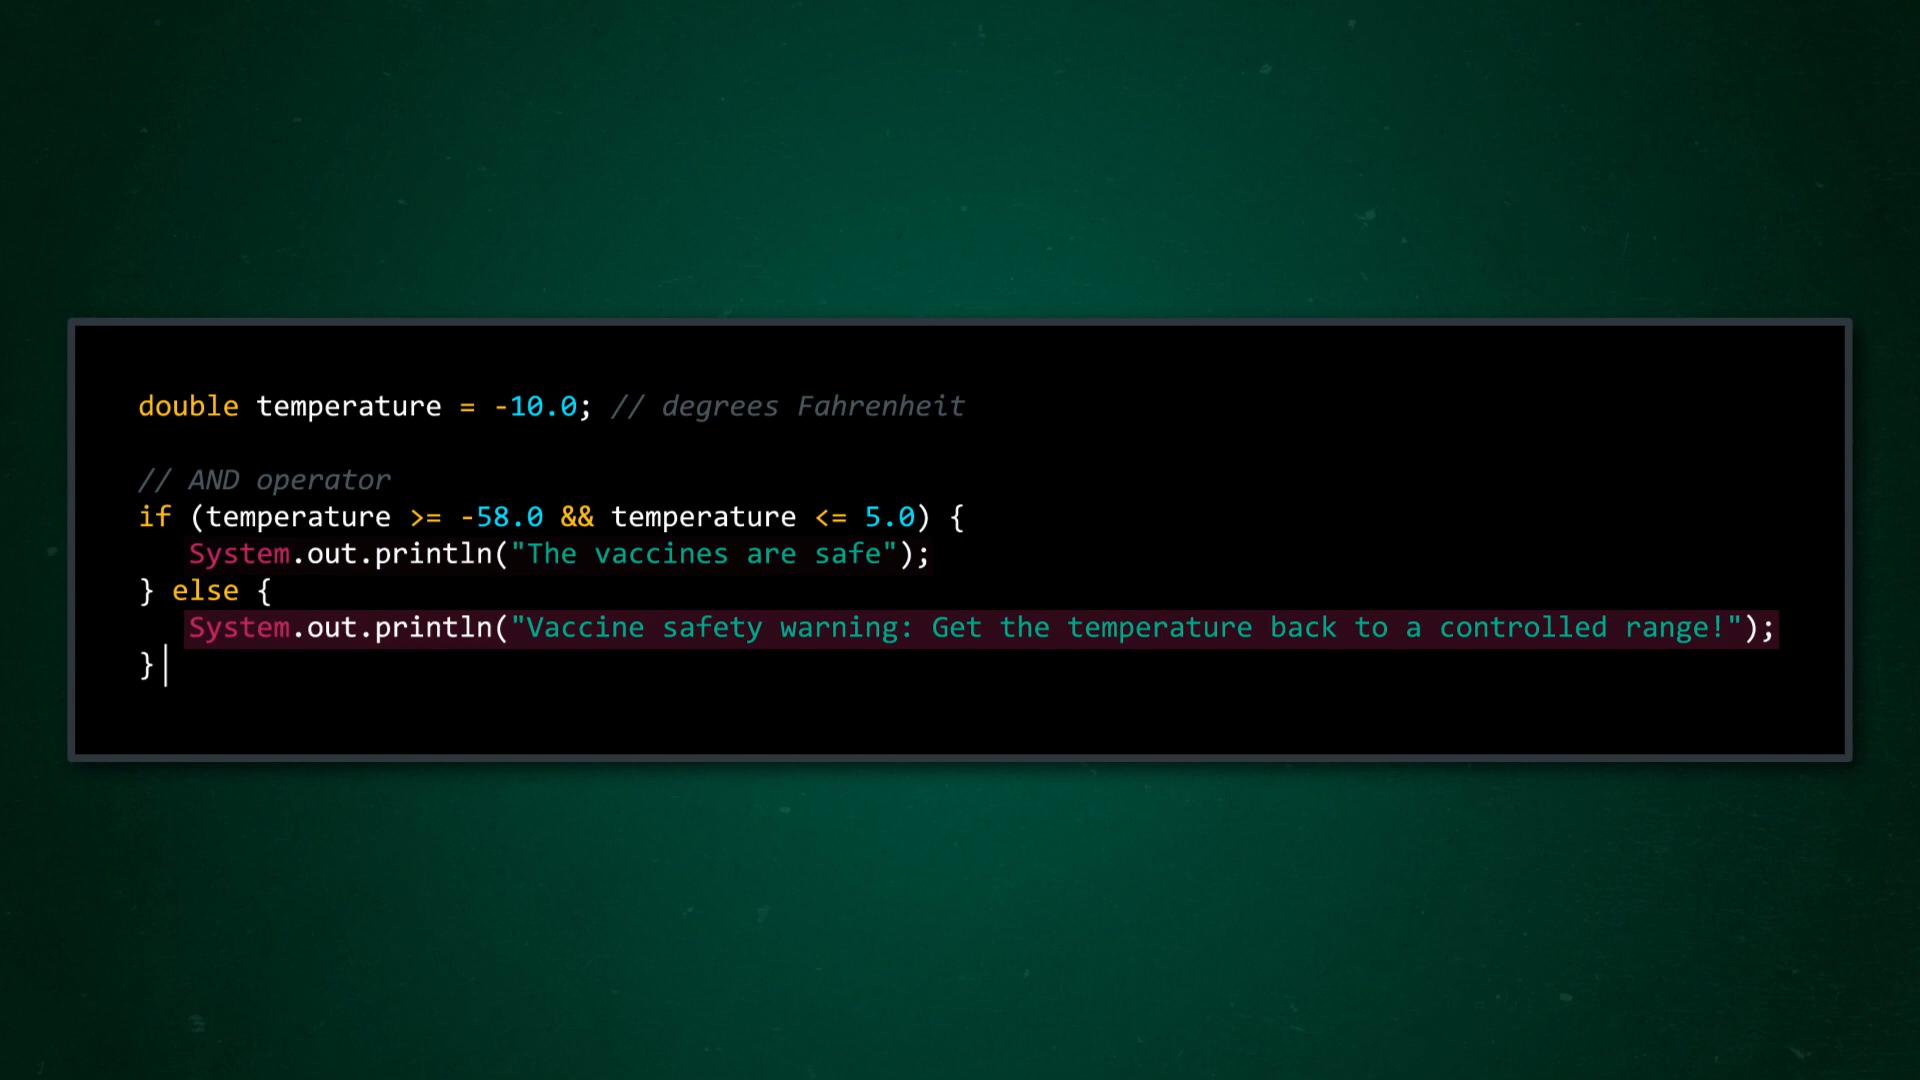 double temperature = -10.0; // degrees Fahrenheit
// AND operator
if (temperature >= -58.0 && temperature <= 5.0) {
System.out.println("The vaccines are safe");
} else {
System.out.println("Vaccine safety warning: Get the temperature back to a controlled range!");
}